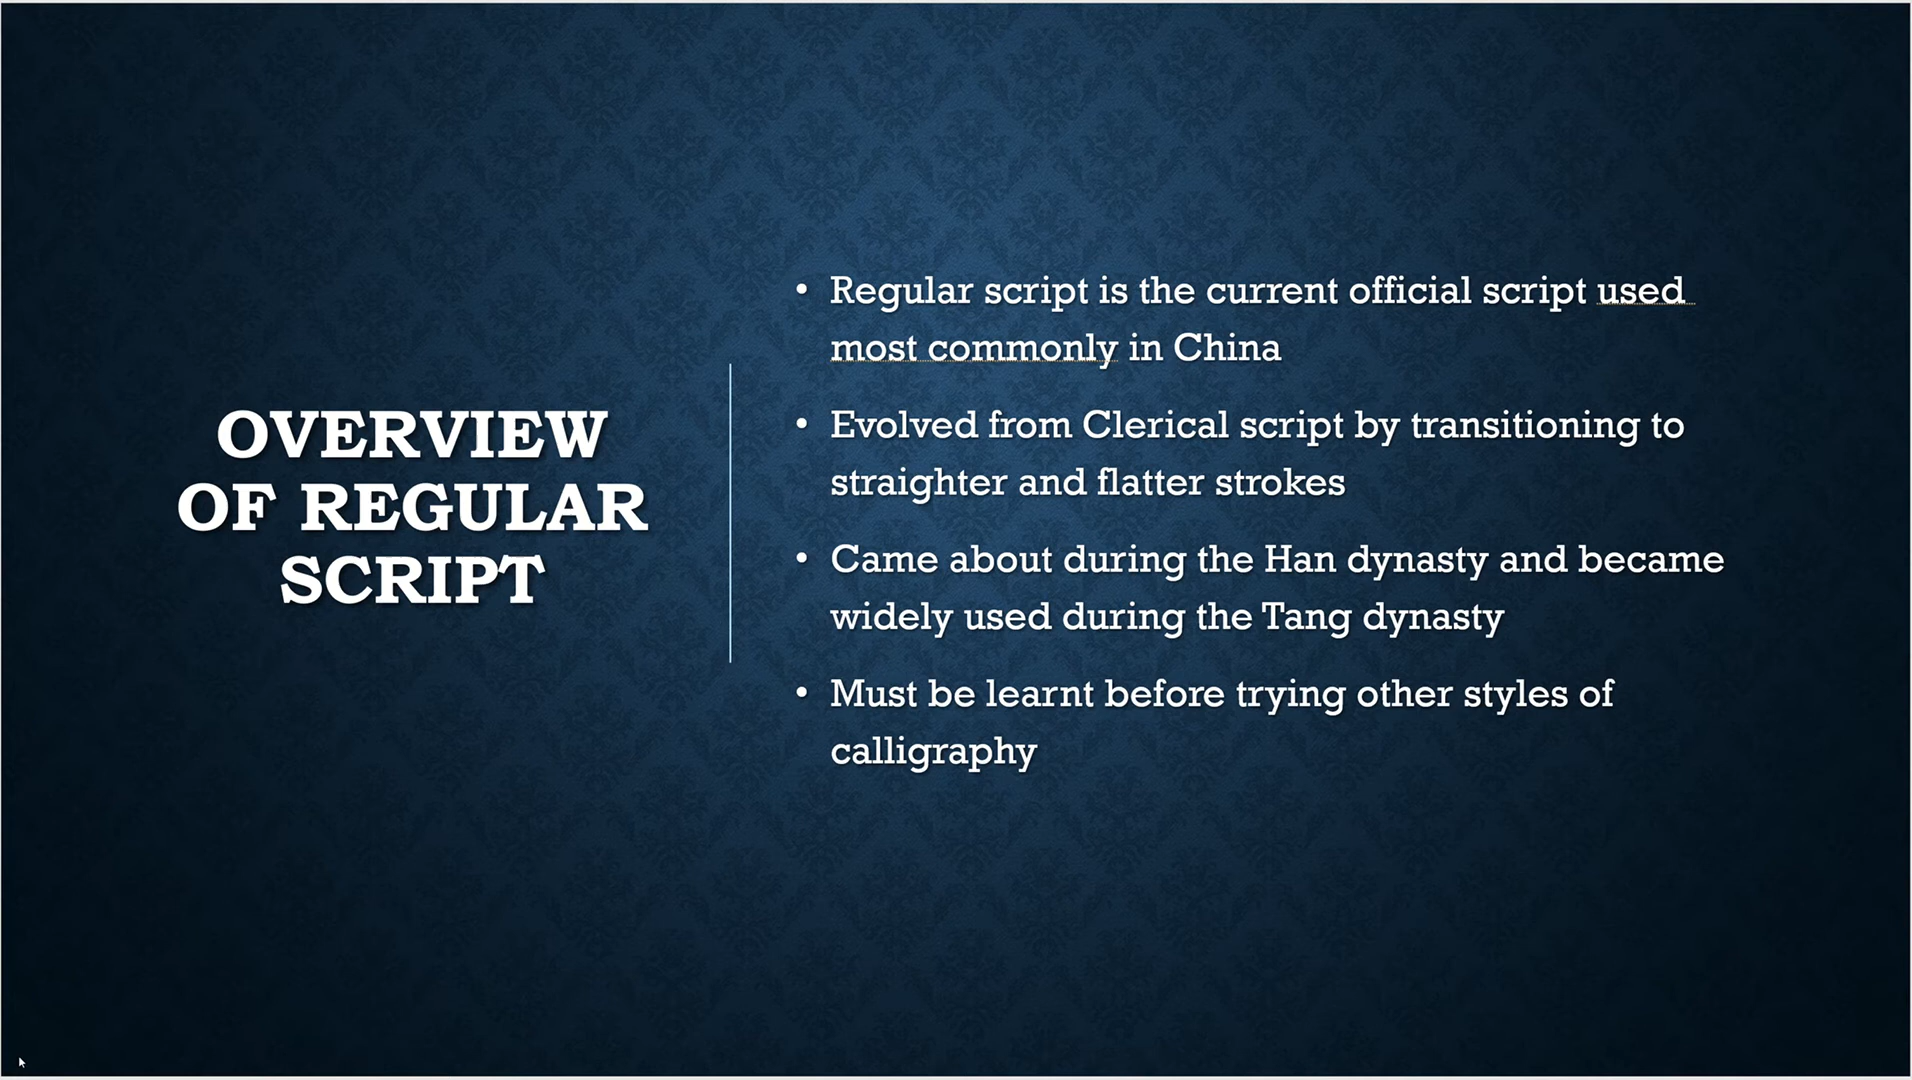 OVERVIEW
OF REGULAR
SCRIPT
• Regular script is the current official script used
most commonly in China
• Evolved from Clerical script by transitioning to
straighter and flatter strokes
• Came about during the Han dynasty and became
widely used during the Tang dynasty
• Must be learnt before trying other styles of
calligraphy